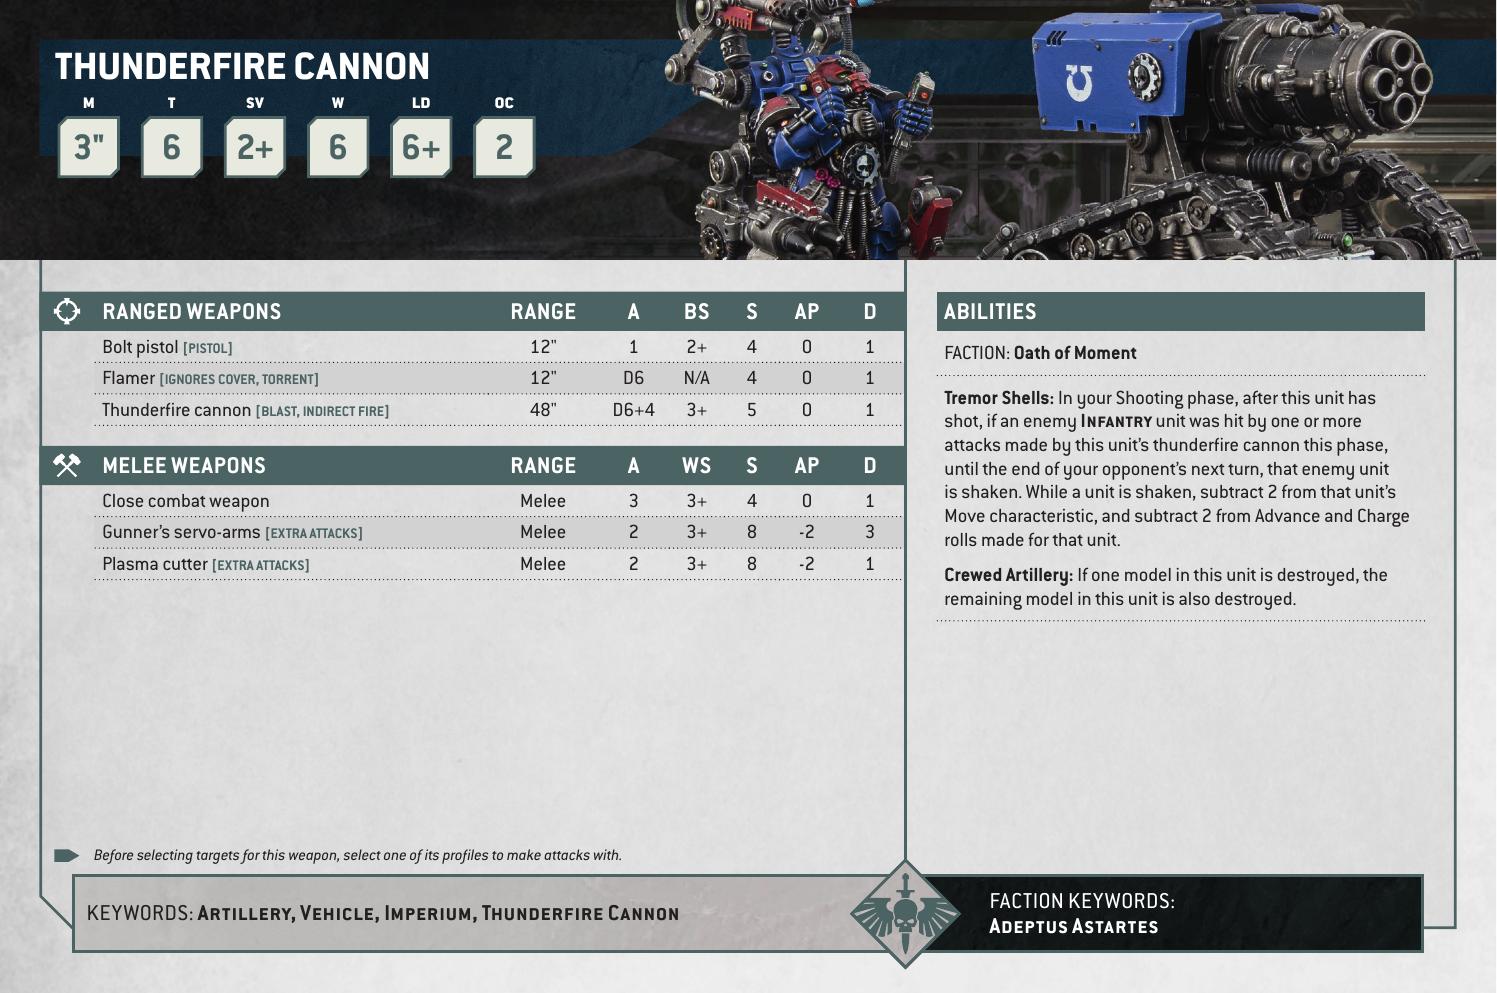 THUNDERFIRE CANNON
M T SV W LD OC
3" 6 2+ 6 6+ 2
RANGED WEAPONS RANGE A BS S AP D
Bolt pistol [PISTOL] 12" 1 2+ 4 0 1
Flamer [IGNORES COVER, TORRENT] 12" D6 N/A 4 0 1
Thunderfire cannon [BLAST, INDIRECT FIRE] 48" D6+4 3+ 5 0 1
MELEE WEAPONS RANGE A WS S AP D
Close combat weapon Melee 3 3+ 4 0 1
Gunner’s servo-arms [EXTRA ATTACKS] Melee 2 3+ 8 -2 3
Plasma cutter [EXTRA ATTACKS] Melee 2 3+ 8 -2 1
Before selecting targets for this weapon, select one of its profiles to make attacks with.
ABILITIES
FACTION: Oath of Moment
Tremor Shells: In your Shooting phase, after this unit has
shot, if an enemy INFANTRY unit was hit by one or more
attacks made by this unit’s thunderfire cannon this phase,
until the end of your opponent’s next turn, that enemy unit
is shaken. While a unit is shaken, subtract 2 from that unit’s
Move characteristic, and subtract 2 from Advance and Charge
rolls made for that unit.
Crewed Artillery: If one model in this unit is destroyed, the
remaining model in this unit is also destroyed.
KEYWORDS: ARTILLERY, VEHICLE, IMPERIUM, THUNDERFIRE CANNON
FACTION KEYWORDS:
ADEPTUS ASTARTES